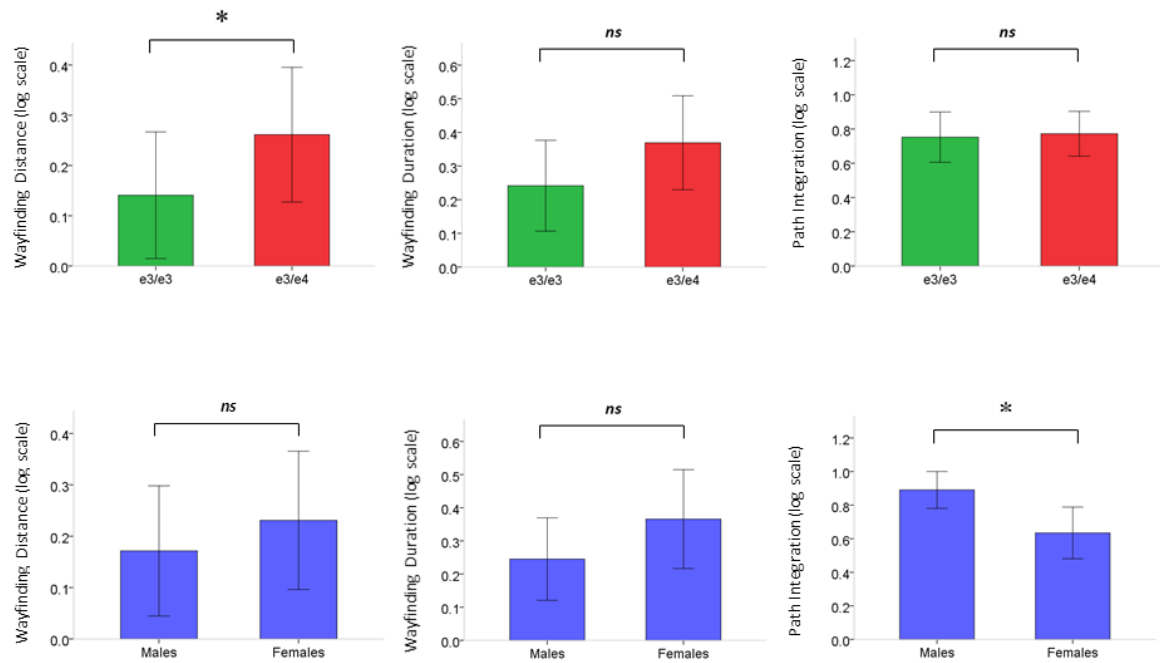 *
Wayfinding Distance (log scale)
0.4
0.3
0.2
0.1
0.0
e3/e3 e3/e4
ns
Wayfinding Duration (log scale)
0.6
0.5
0.4
0.3
0.2
0.1
0.0
e3/e3 e3/e4
ns
Path Integration (log scale)
1.2
1.0
0.8
0.6
0.4
0.2
0.0
e3/e3 e3/e4
ns
Wayfinding Distance (log scale)
0.4
0.3
0.2
0.1
0.0
Males Females
ns
Wayfinding Duration (log scale)
0.6
0.5
0.4
0.3
0.2
0.1
0.0
Males Females
*
Path Integration (log scale)
1.2
1.0
0.8
0.6
0.4
0.2
0.0
Males Females